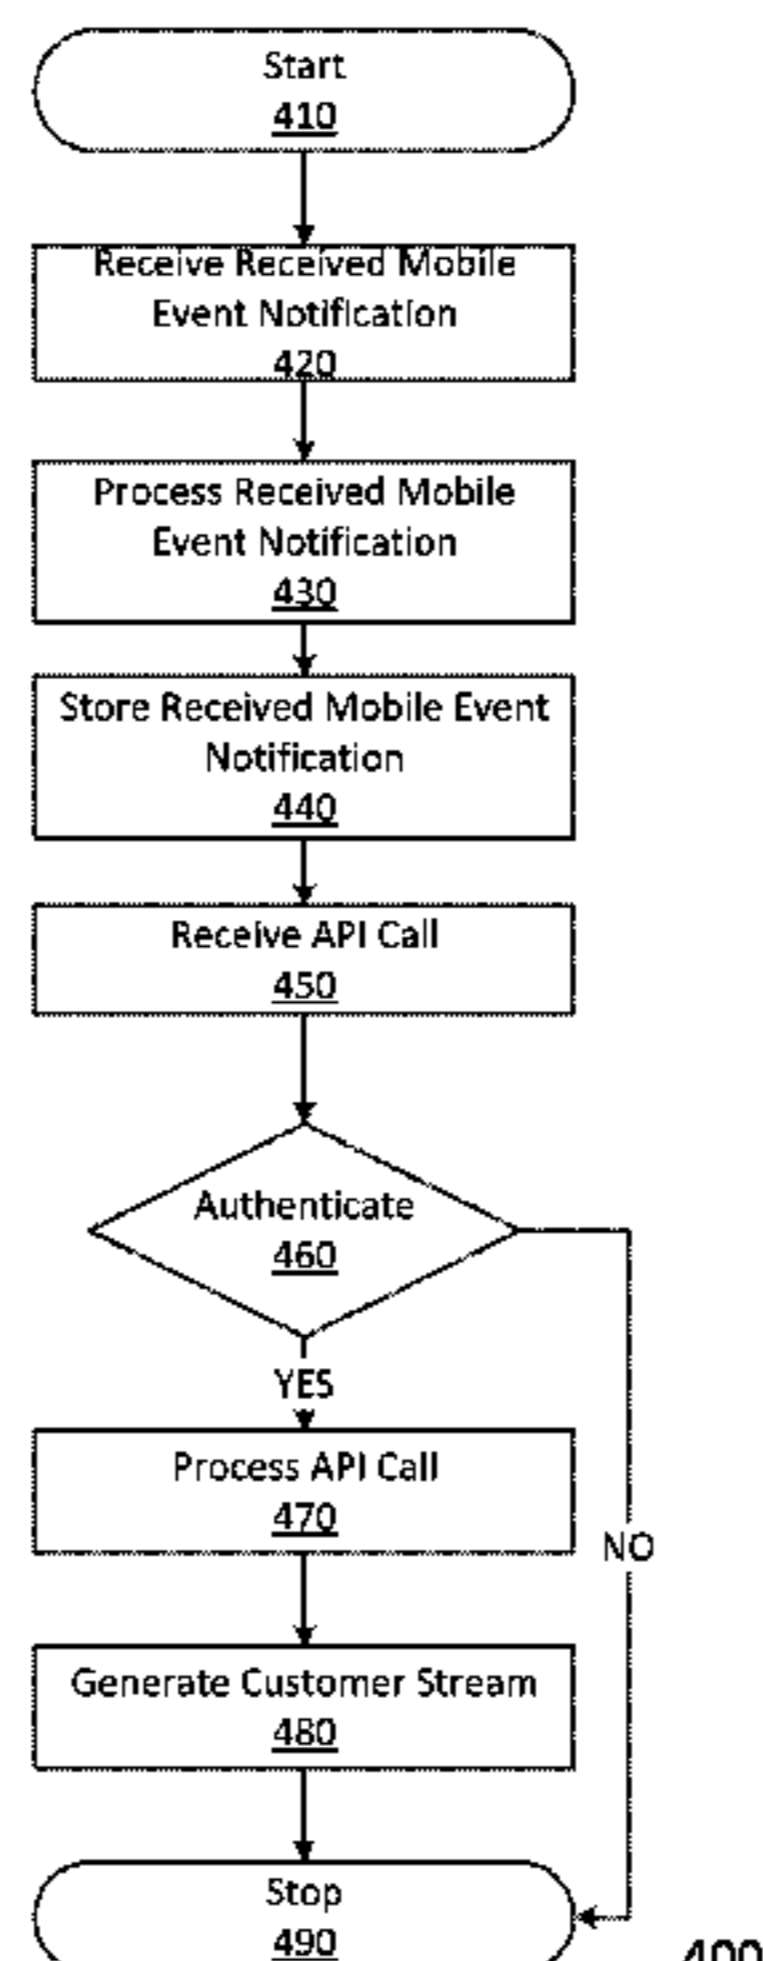 Start
410
Receive Received Mobile
Event Notification
420
Process Received Mobile
Event Notification
430
Store Received Mobile Event
Notification
440
Receive API Call
450
Authenticate
460
YES
Process API Call
470
NO
Generate Customer Stream
480
Stop
490
400